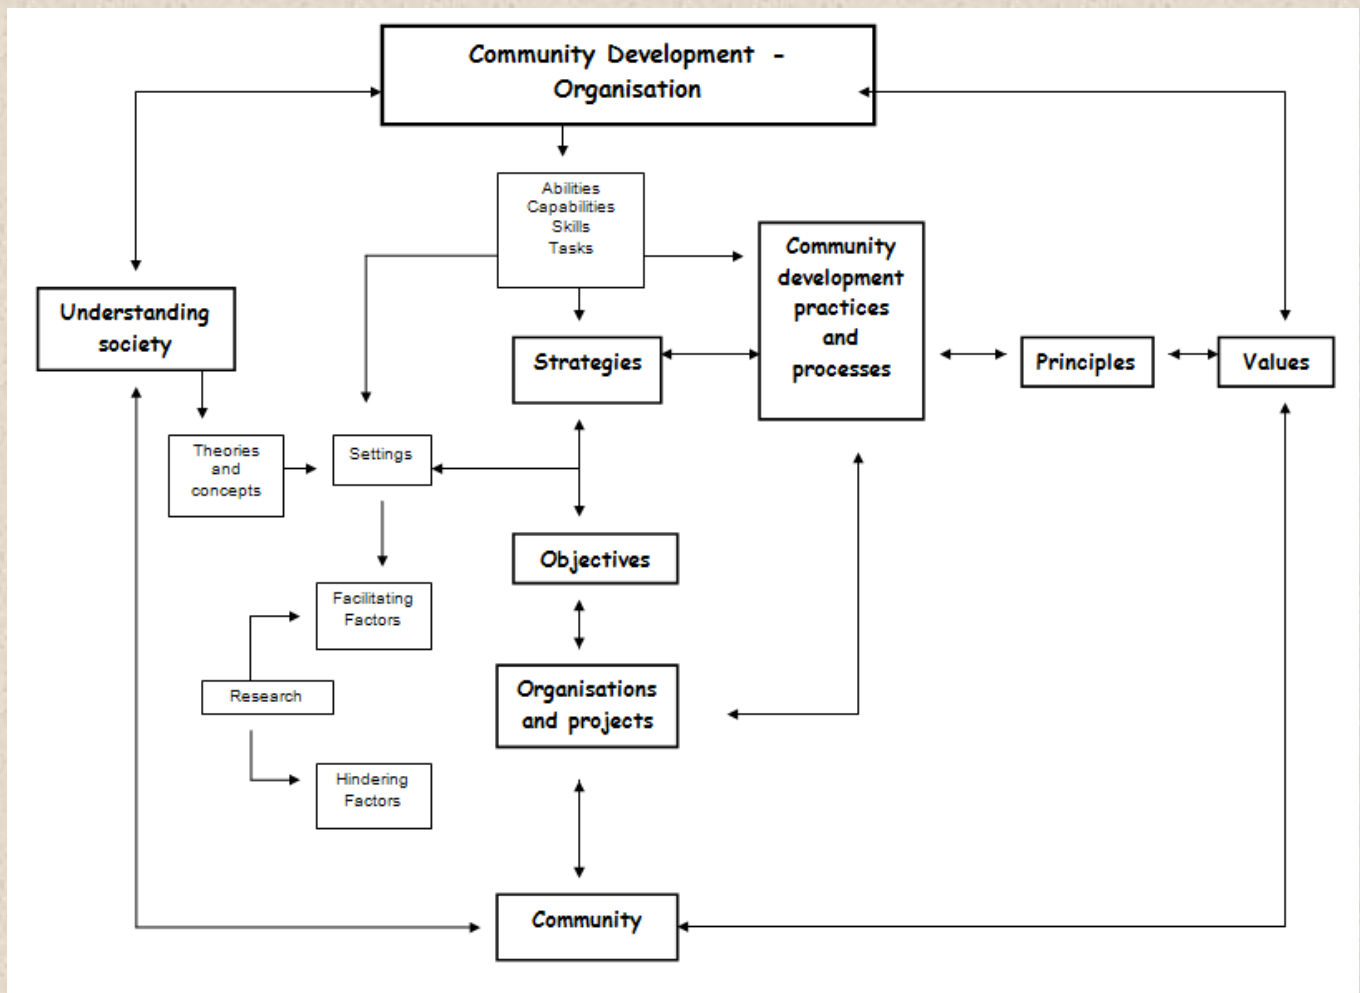 Community Development -
Organisation
Abilities
Capabilities
Skills
Tasks
Community
development
practices
and
processes
Understanding
society
Strategies
Principles
Values
Theories
and
concepts
Settings
Objectives
Facilitating
Factors
Research
Organisations
and projects
Hindering
Factors
Community